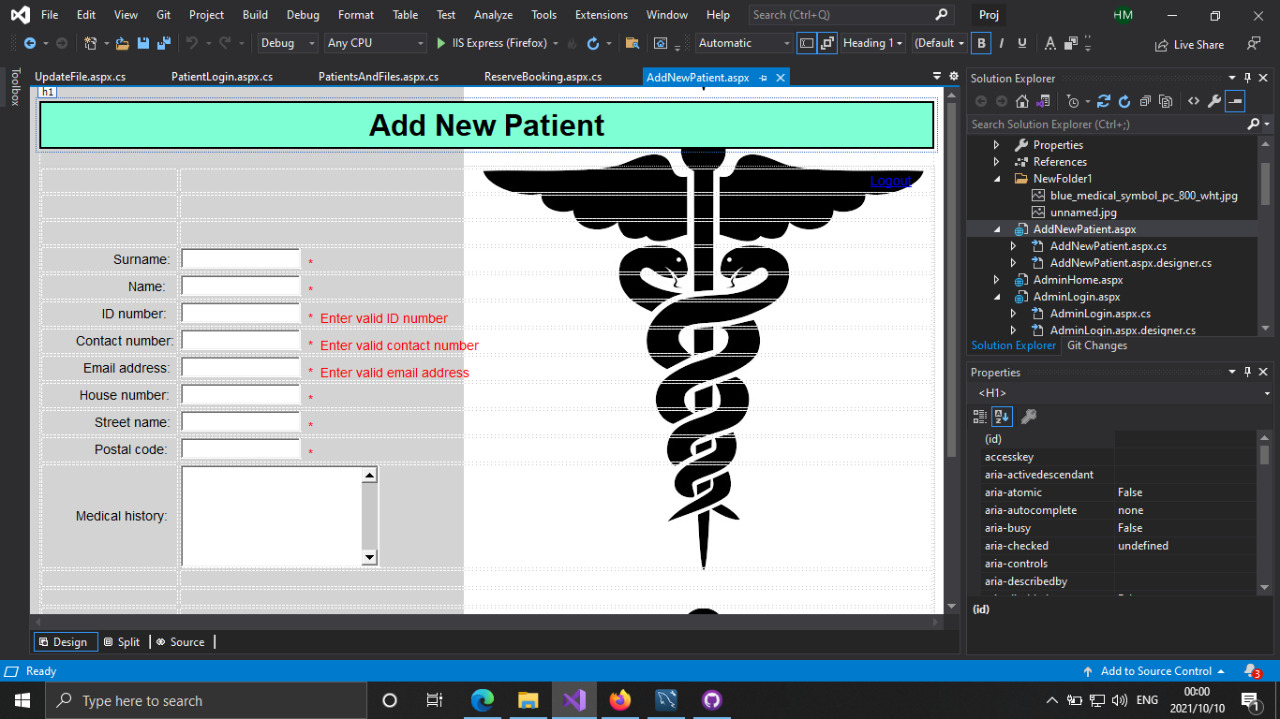 File Edit View Git Project Build Debug Format Table Test Analyze Tools Extensions Window Help Search (Ctrl+Q) Proj HM
Debug Any CPU IIS Express (Firefox) Automatic Heading 1 (Default B I U A Live Share
Toolbox
UpdateFile.aspx.cs PatientLogin.aspx.cs PatientsAndFiles.aspx.cs ReserveBooking.aspx.cs AddNewPatient.aspx
h1
Add New Patient
Logout
Surname: *
Name: *
ID number: * Enter valid ID number
Contact number: * Enter valid contact number
Email address: * Enter valid email address
House number: *
Street name: *
Postal code: *
Medical history:
Design Split Source
Solution Explorer
Search Solution Explorer (Ctrl+;)
Properties
References
NewFolder1
blue_medical_symbol_pc_800_wht.jpg
unnamed.jpg
AddNewPatient.aspx
AddNewPatient.aspx.cs
AddNewPatient.aspx.designer.cs
AdminHome.aspx
AdminLogin.aspx
AdminLogin.aspx.cs
AdminLogin.aspx.designer.cs
Solution Explorer Git Changes
Properties
<H1>
(id)
accesskey
aria-activedescendant
aria-atomic False
aria-autocomplete none
aria-busy False
aria-checked undefined
aria-controls
aria-describedby
(id)
Ready Add to Source Control 3
Type here to search ENG 00:00
2021/10/10 1